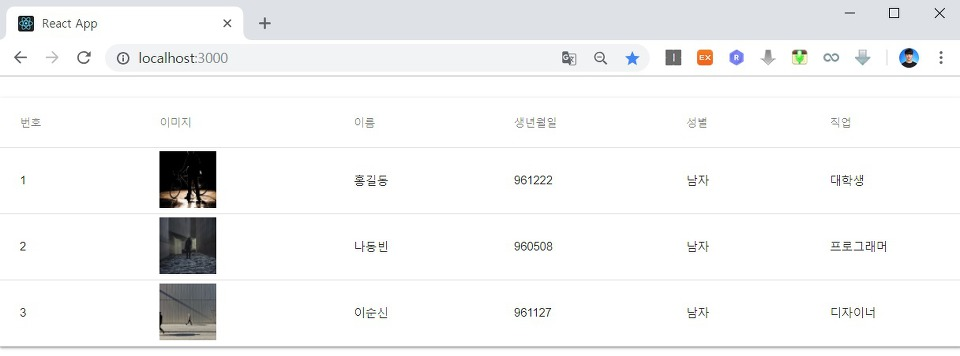 React App
localhost:3000
EX
R
번호 이미지 이름 생년월일 성별 직업
1 홍길동 961222 남자 대학생
2 나동빈 960508 남자 프로그래머
3 이순신 961127 남자 디자이너